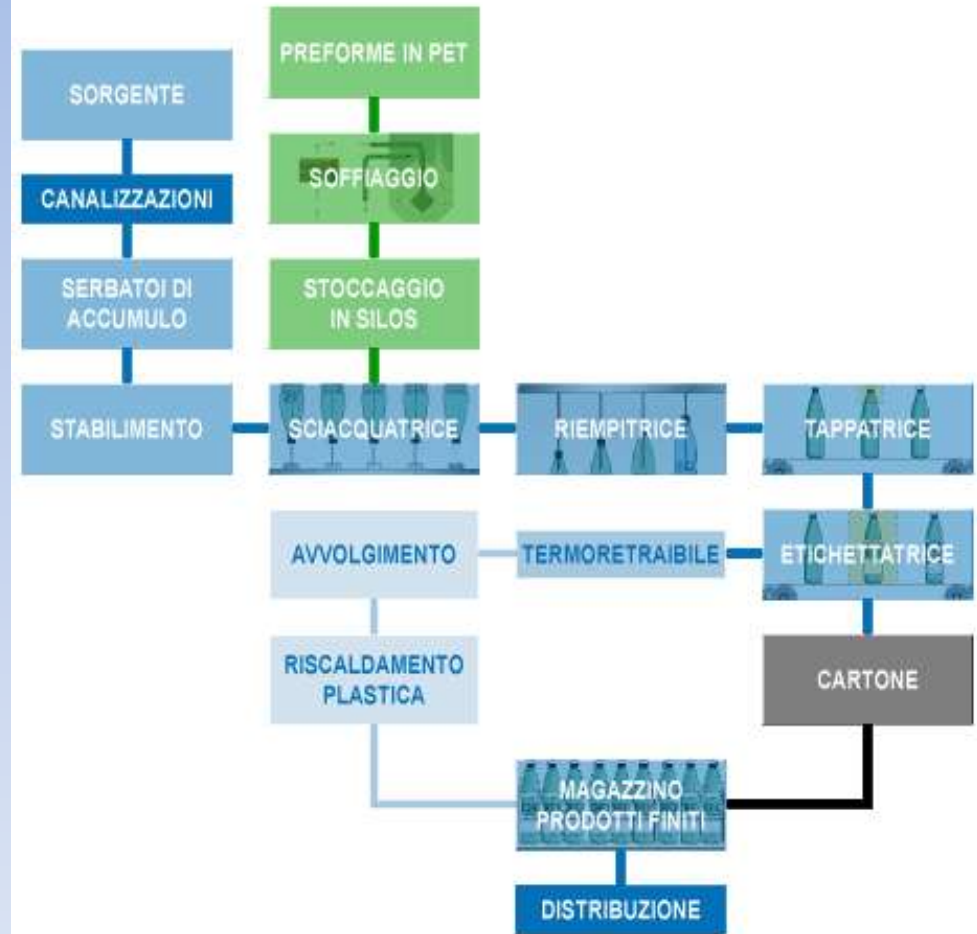 PREFORME IN PET
SORGENTE
SOFFIAGGIO
CANALIZZAZIONI
SERBATOI DI
ACCUMULO
STOCCAGGIO
IN SILOS
STABILIMENTO
SCIACQUATRICE
RIEMPITRICE
TAPPATRICE
AVVOLGIMENTO
TERMORETRAIBILE
ETICHETTATRICE
RISCALDAMENTO
PLASTICA
CARTONE
MAGAZZINO
PRODOTTI FINITI
DISTRIBUZIONE